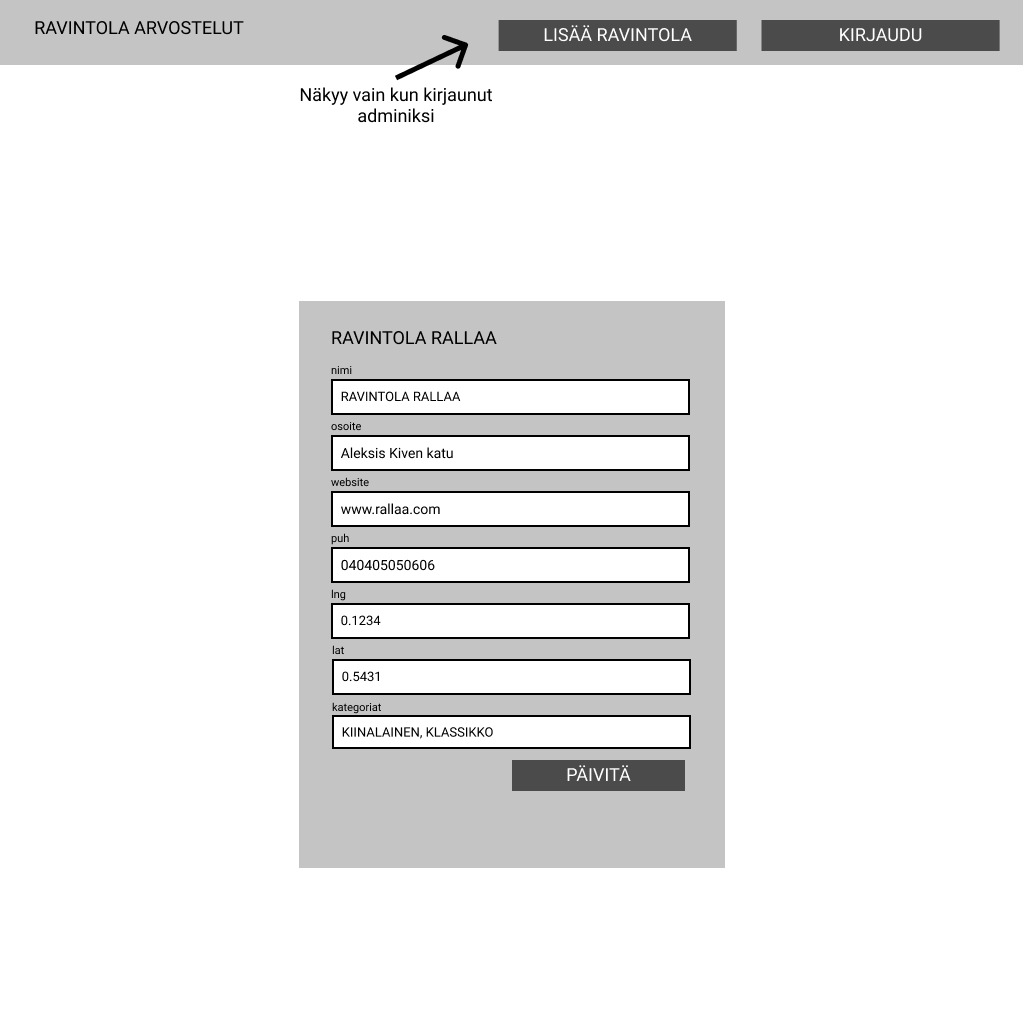 RAVINTOLA ARVOSTELUT
LISÄÄ RAVINTOLA
KIRJAUDU
Näkyy vain kun kirjaunut
adminiksi
RAVINTOLA RALLAA
nimi
RAVINTOLA RALLAA
osoite
Aleksis Kiven katu
website
www.rallaa.com
puh
040405050606
lng
0.1234
lat
0.5431
kategoriat
KIINALAINEN, KLASSIKKO
PÄIVITÄ